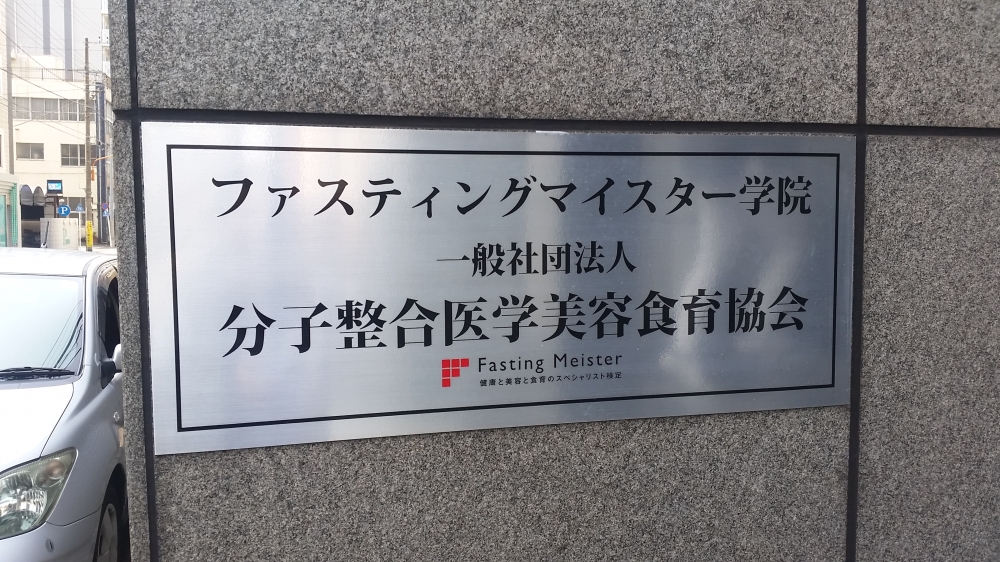 ファスティングマイスター学院
一般社団法人
分子整合医学美容食育協会
Fasting Meister
健康と美容と食育のスペシャリスト検定
P